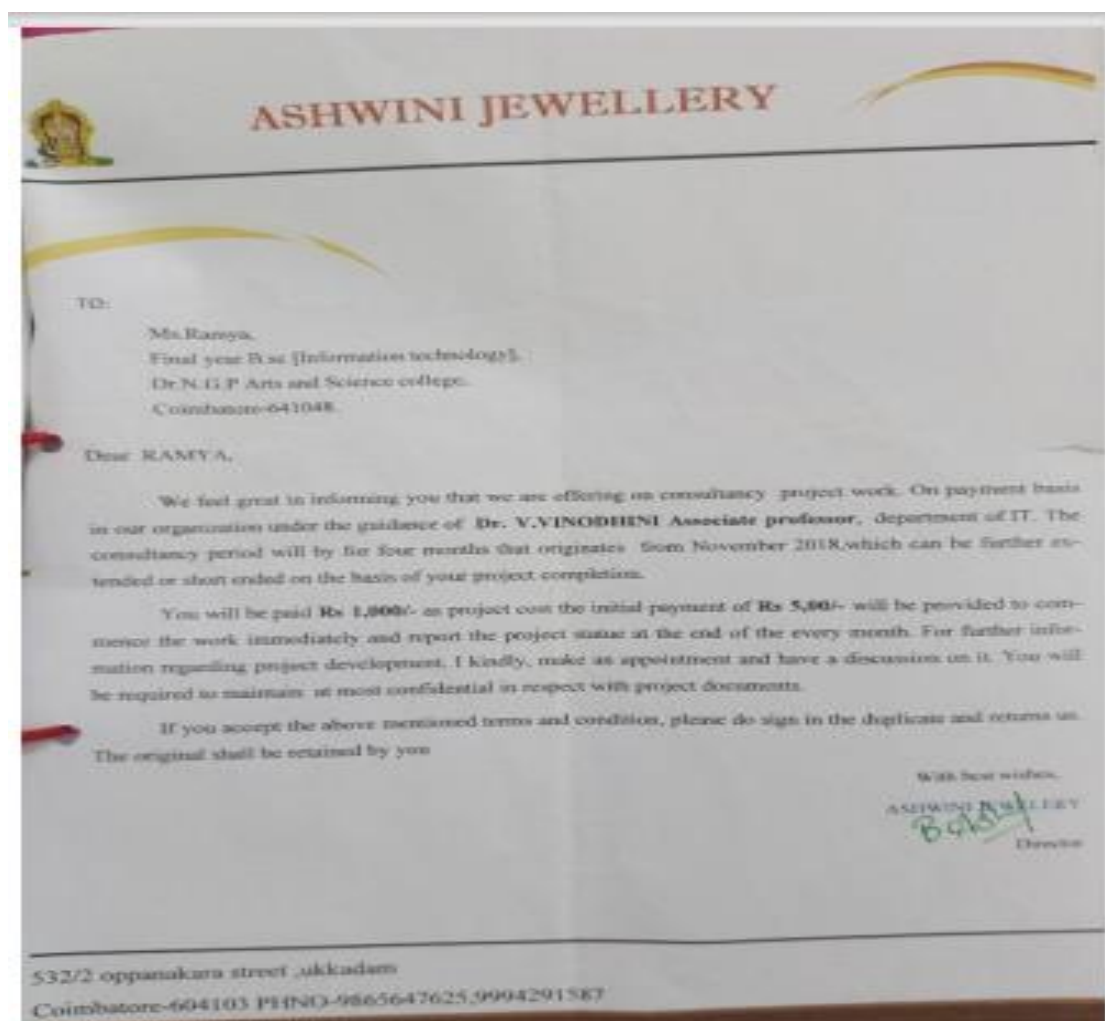 ASHWINI JEWELLERY
TO:
Ms.Ramya,
Final year B.sc [Information technology],
Dr.N.G.P Arts and Science college,
Coimbatore-641048.
Dear RAMYA,
We feel great in informing you that we are offering on consultancy project work. On payment basis
in our organization under the guidance of Dr. V.VINODHINI Associate professor, department of IT. The
consultancy period will by for four months that originates from November 2018,which can be further ex-
tended or short ended on the basis of your project completion.
You will be paid Rs 1,000/- as project cost the initial payment of Rs 5,00/- will be provided to com-
mence the work immediately and report the project status at the end of the every month. For further infor-
mation regarding project development, I kindly, make an appointment and have a discussion on it. You will
be required to maintain at most confidential in respect with project documents.
If you accept the above mentioned terms and condition, please do sign in the duplicate and returns us.
The original shall be retained by you
With best wishes,
ASHWINI JEWELLERY
Director
532/2 oppanakara street ,ukkadam
Coimbatore-604103 PHNO-9865647625,9994291587